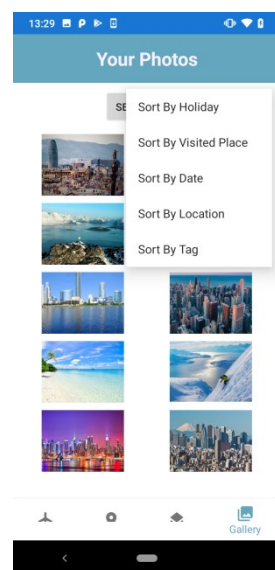 13:29
Your Photos
SE
Sort By Holiday
Sort By Visited Place
Sort By Date
Sort By Location
Sort By Tag
Gallery